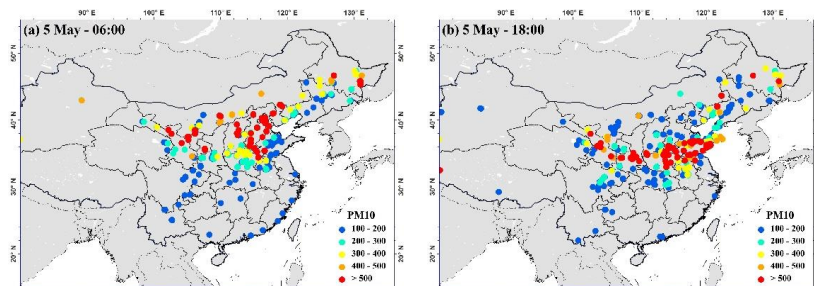 90° E 100° E 110° E 120° E 130° E
(a) 5 May - 06:00
50° N
40° N
30° N
20° N
PM10
100 - 200
200 - 300
300 - 400
400 - 500
> 500
90° E 100° E 110° E 120° E 130° E
(b) 5 May - 18:00
50° N
40° N
30° N
20° N
PM10
100 - 200
200 - 300
300 - 400
400 - 500
> 500